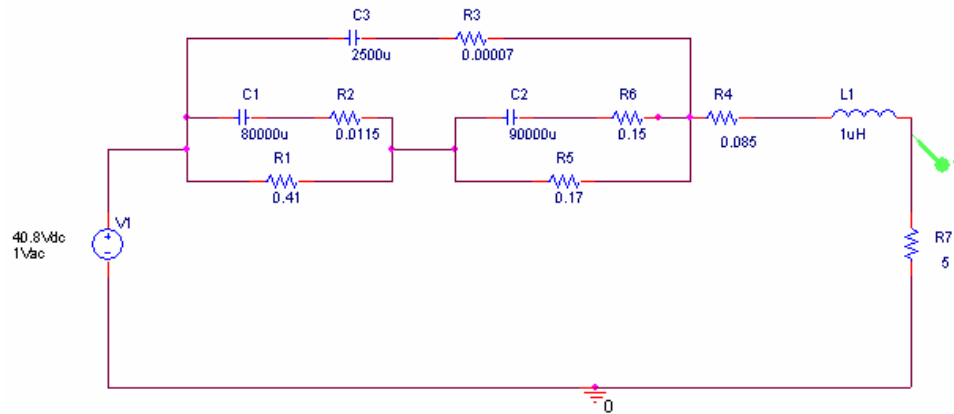 C3
R3
2500u
0.00007
C1
R2
C2
R6
R4
L1
80000u
0.0115
90000u
0.15
0.085
1uH
R1
R5
0.41
0.17
V1
40.8Vdc
1Vac
+
-
R7
5
0